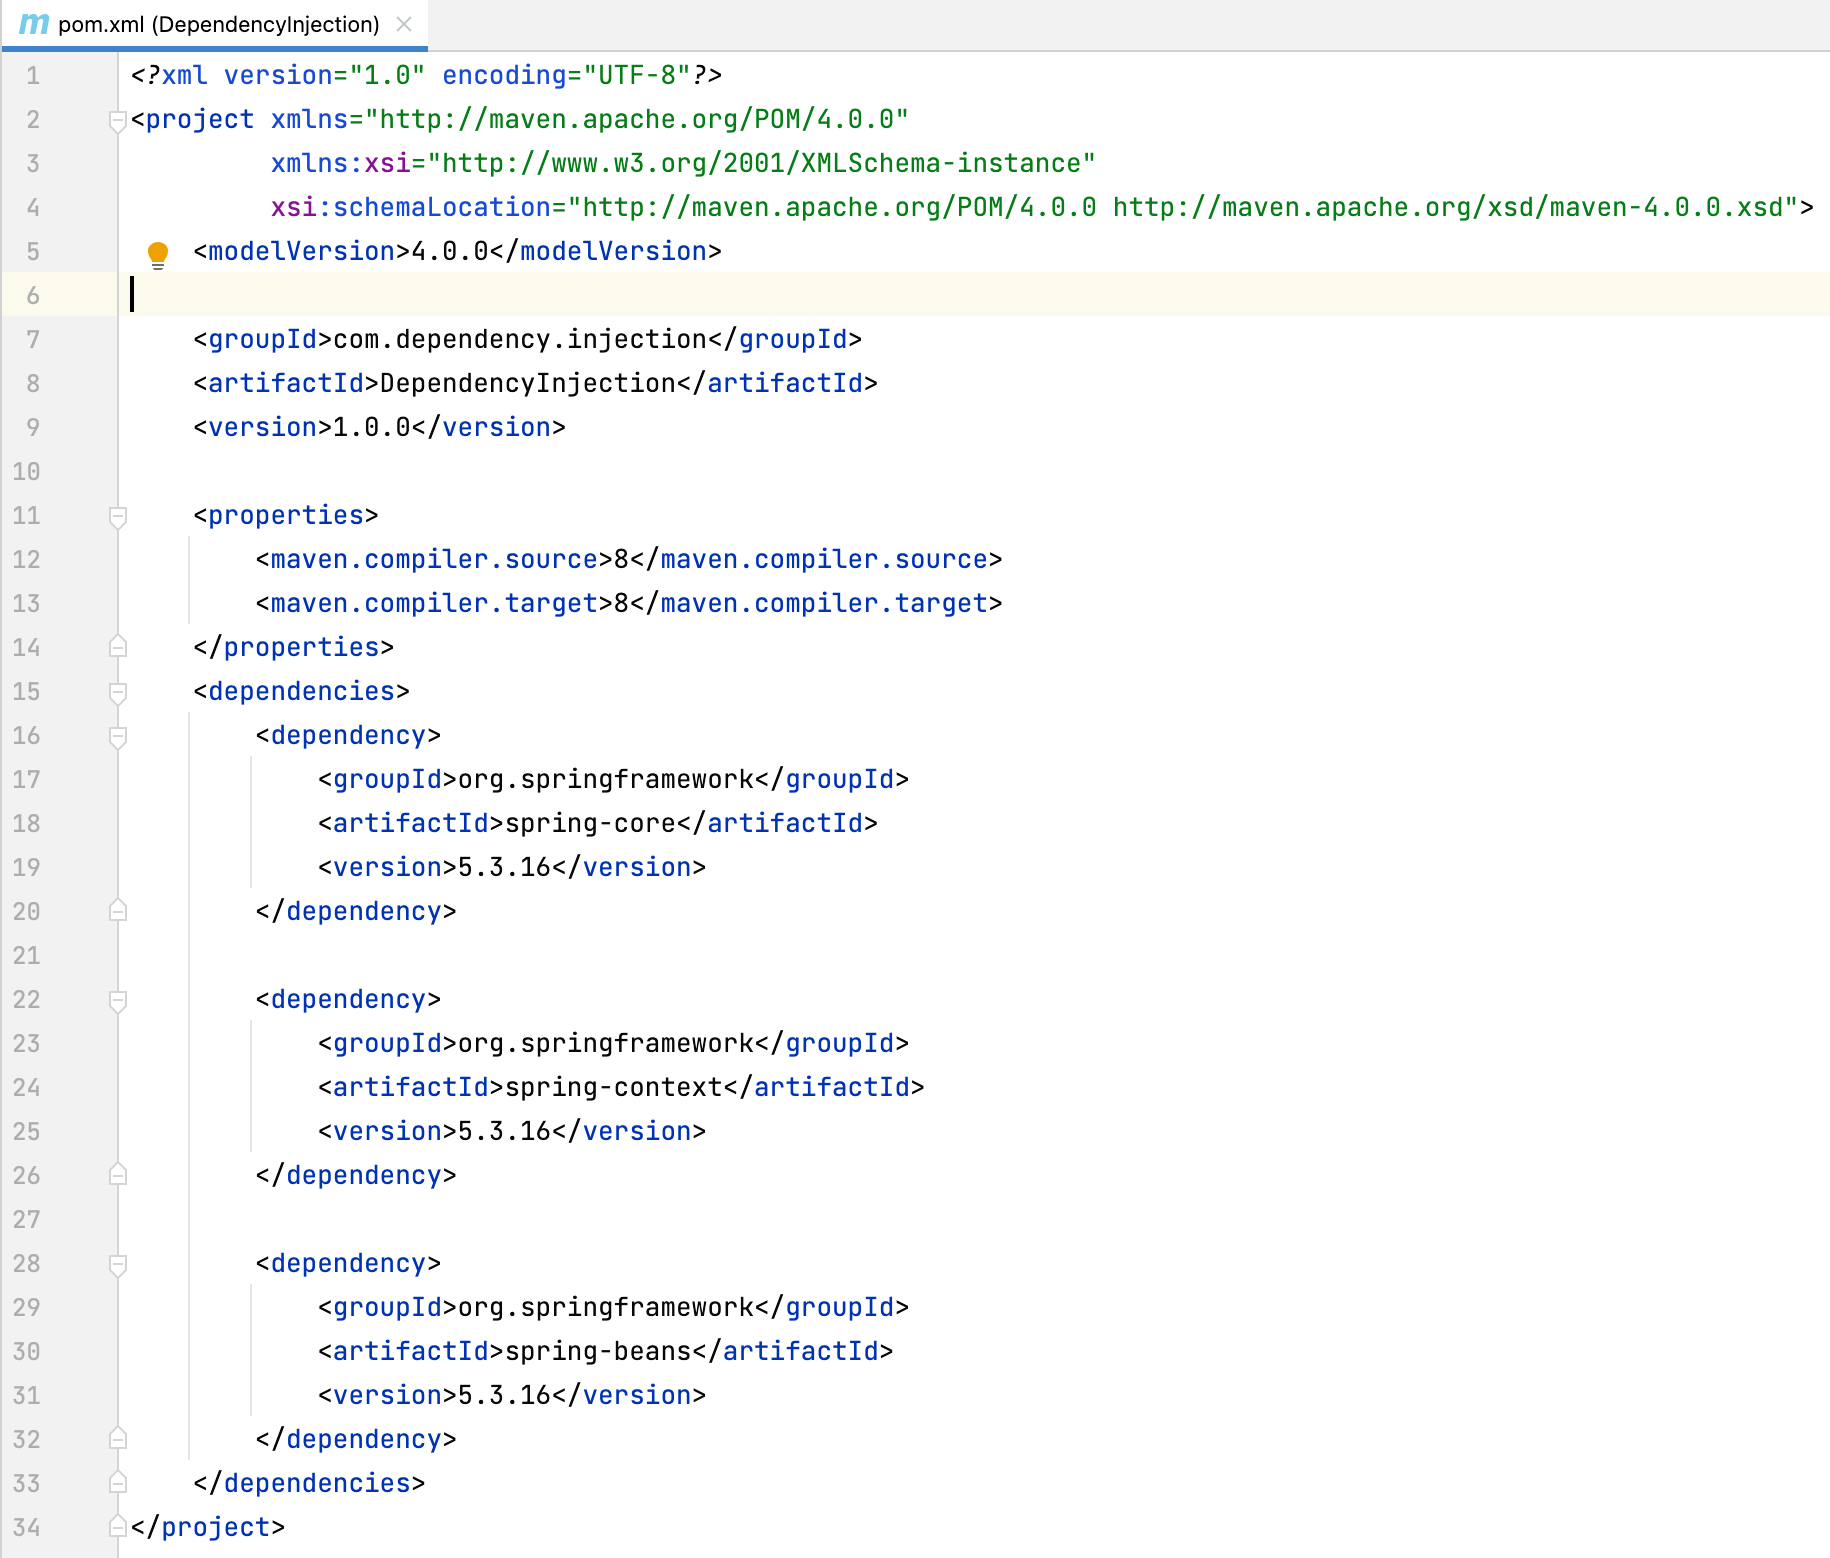 m pom.xml (DependencyInjection)
1 <?xml version="1.0" encoding="UTF-8"?>
2 <project xmlns="http://maven.apache.org/POM/4.0.0"
3          xmlns:xsi="http://www.w3.org/2001/XMLSchema-instance"
4          xsi:schemaLocation="http://maven.apache.org/POM/4.0.0 http://maven.apache.org/xsd/maven-4.0.0.xsd">
5     <modelVersion>4.0.0</modelVersion>
6
7     <groupId>com.dependency.injection</groupId>
8     <artifactId>DependencyInjection</artifactId>
9     <version>1.0.0</version>
10
11     <properties>
12         <maven.compiler.source>8</maven.compiler.source>
13         <maven.compiler.target>8</maven.compiler.target>
14     </properties>
15     <dependencies>
16         <dependency>
17             <groupId>org.springframework</groupId>
18             <artifactId>spring-core</artifactId>
19             <version>5.3.16</version>
20         </dependency>
21
22         <dependency>
23             <groupId>org.springframework</groupId>
24             <artifactId>spring-context</artifactId>
25             <version>5.3.16</version>
26         </dependency>
27
28         <dependency>
29             <groupId>org.springframework</groupId>
30             <artifactId>spring-beans</artifactId>
31             <version>5.3.16</version>
32         </dependency>
33     </dependencies>
34 </project>